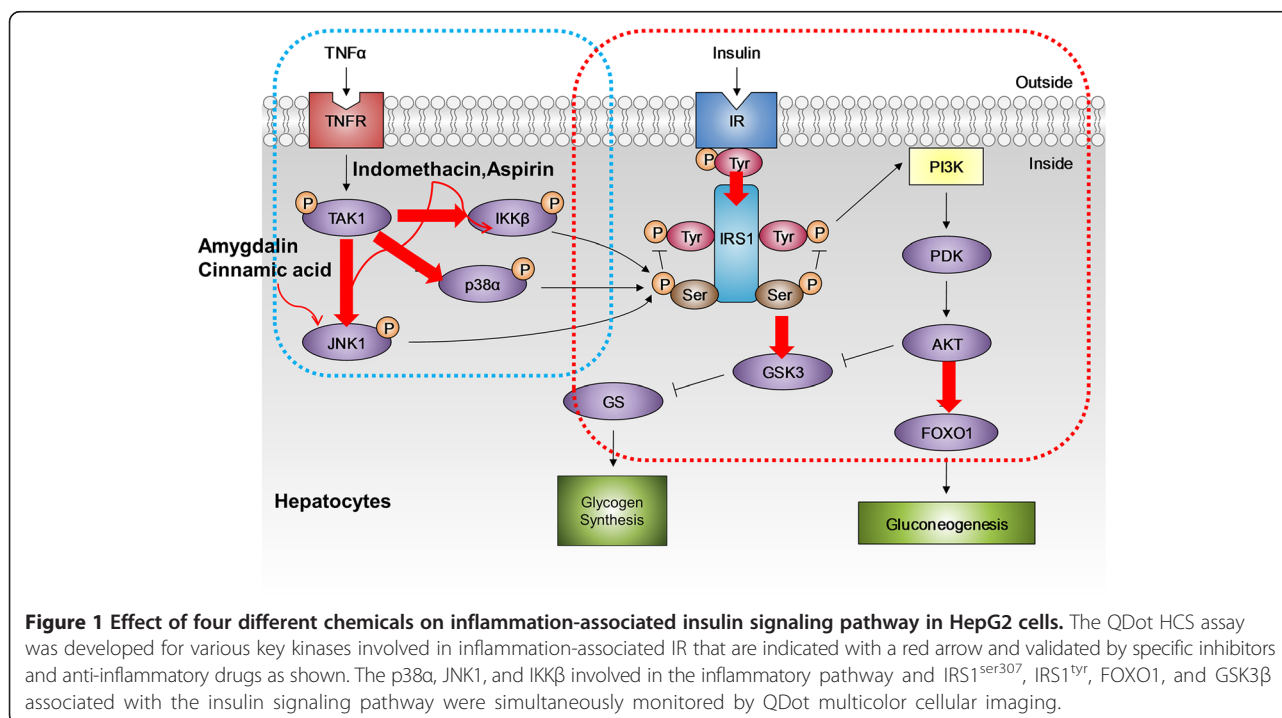 TNFα
Insulin
Outside
TNFR
IR
Inside
P
Tyr
PI3K
Indomethacin,Aspirin
P
TAK1
IKKβ
P
IRS1
P
Tyr
Tyr
P
PDK
Amygdalin
Cinnamic acid
p38α
P
P
Ser
Ser
P
JNK1
P
GSK3
AKT
GS
FOXO1
Hepatocytes
Glycogen
Synthesis
Gluconeogenesis
Figure 1 Effect of four different chemicals on inflammation-associated insulin signaling pathway in HepG2 cells. The QDot HCS assay
was developed for various key kinases involved in inflammation-associated IR that are indicated with a red arrow and validated by specific inhibitors
and anti-inflammatory drugs as shown. The p38α, JNK1, and IKKβ involved in the inflammatory pathway and IRS1ser307, IRS1tyr, FOXO1, and GSK3β
associated with the insulin signaling pathway were simultaneously monitored by QDot multicolor cellular imaging.